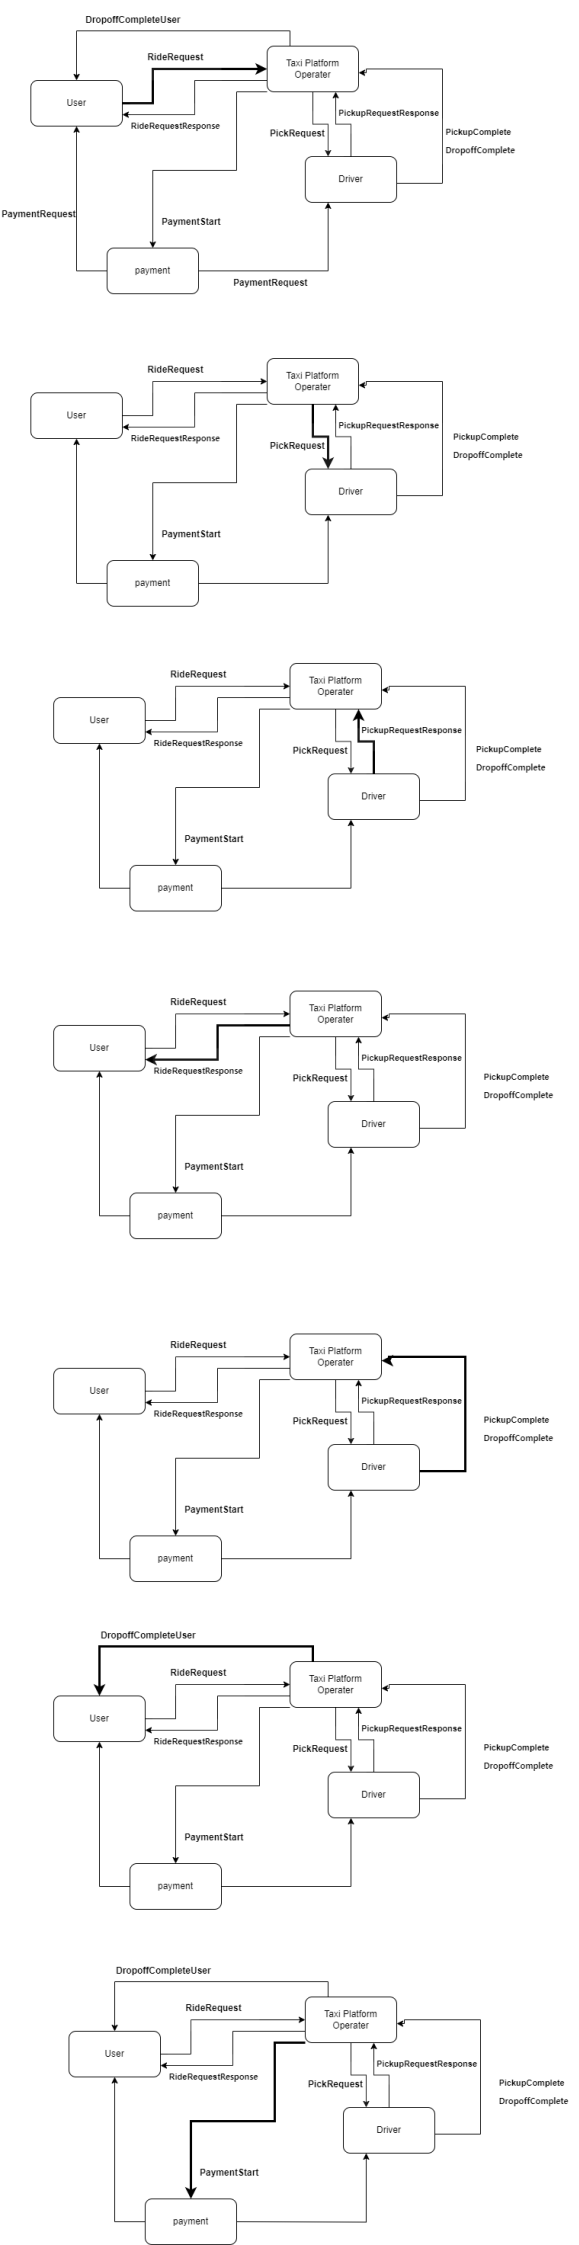 DropoffCompleteUser
RideRequest
Taxi Platform
Operater
User
RideRequestResponse
PickRequest
PickupRequestResponse
PickupComplete
DropoffComplete
Driver
PaymentRequest
PaymentStart
payment
PaymentRequest
RideRequest
Taxi Platform
Operater
User
RideRequestResponse
PickRequest
PickupRequestResponse
PickupComplete
DropoffComplete
Driver
PaymentStart
payment
RideRequest
Taxi Platform
Operater
User
RideRequestResponse
PickRequest
PickupRequestResponse
PickupComplete
DropoffComplete
Driver
PaymentStart
payment
RideRequest
Taxi Platform
Operater
User
RideRequestResponse
PickRequest
PickupRequestResponse
PickupComplete
DropoffComplete
Driver
PaymentStart
payment
RideRequest
Taxi Platform
Operater
User
RideRequestResponse
PickRequest
PickupRequestResponse
PickupComplete
DropoffComplete
Driver
PaymentStart
payment
DropoffCompleteUser
RideRequest
Taxi Platform
Operater
User
RideRequestResponse
PickRequest
PickupRequestResponse
PickupComplete
DropoffComplete
Driver
PaymentStart
payment
DropoffCompleteUser
RideRequest
Taxi Platform
Operater
User
RideRequestResponse
PickRequest
PickupRequestResponse
PickupComplete
DropoffComplete
Driver
PaymentStart
payment